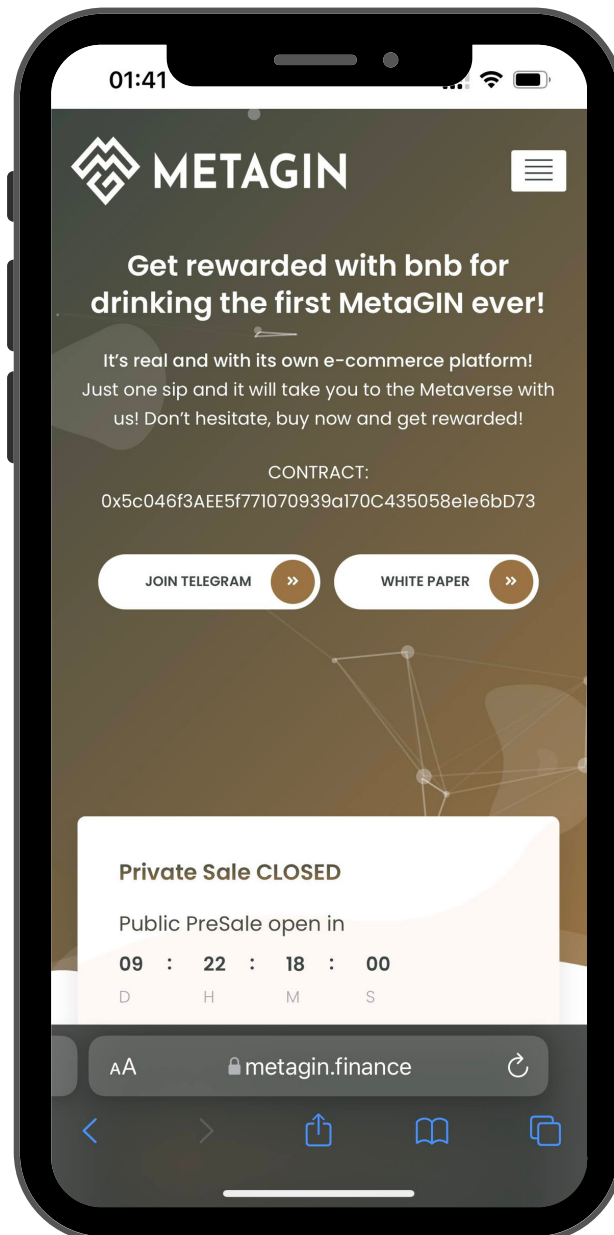 01:41
METAGIN
Get rewarded with bnb for
drinking the first MetaGIN ever!
It's real and with its own e-commerce platform!
Just one sip and it will take you to the Metaverse with
us! Don't hesitate, buy now and get rewarded!
CONTRACT:
0x5c046f3AEE5f771070939a170C435058e1e6bD73
JOIN TELEGRAM »
WHITE PAPER »
Private Sale CLOSED
Public PreSale open in
09 : 22 : 18 : 00
D H M S
AA metagin.finance